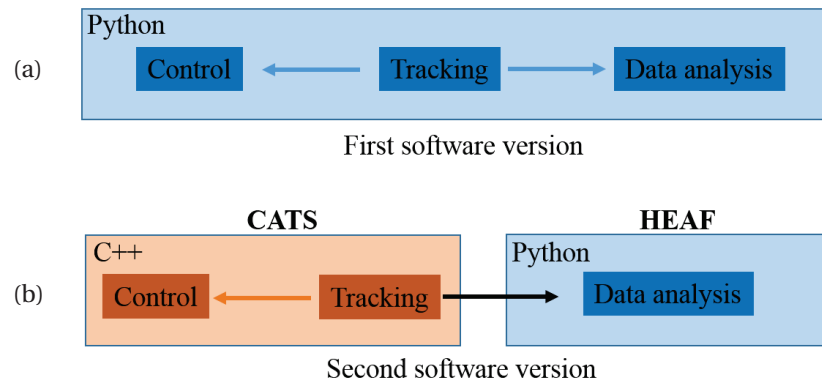 Python
(a)
Control
Tracking
Data analysis
First software version
CATS
HEAF
C++
Python
(b)
Control
Tracking
Data analysis
Second software version